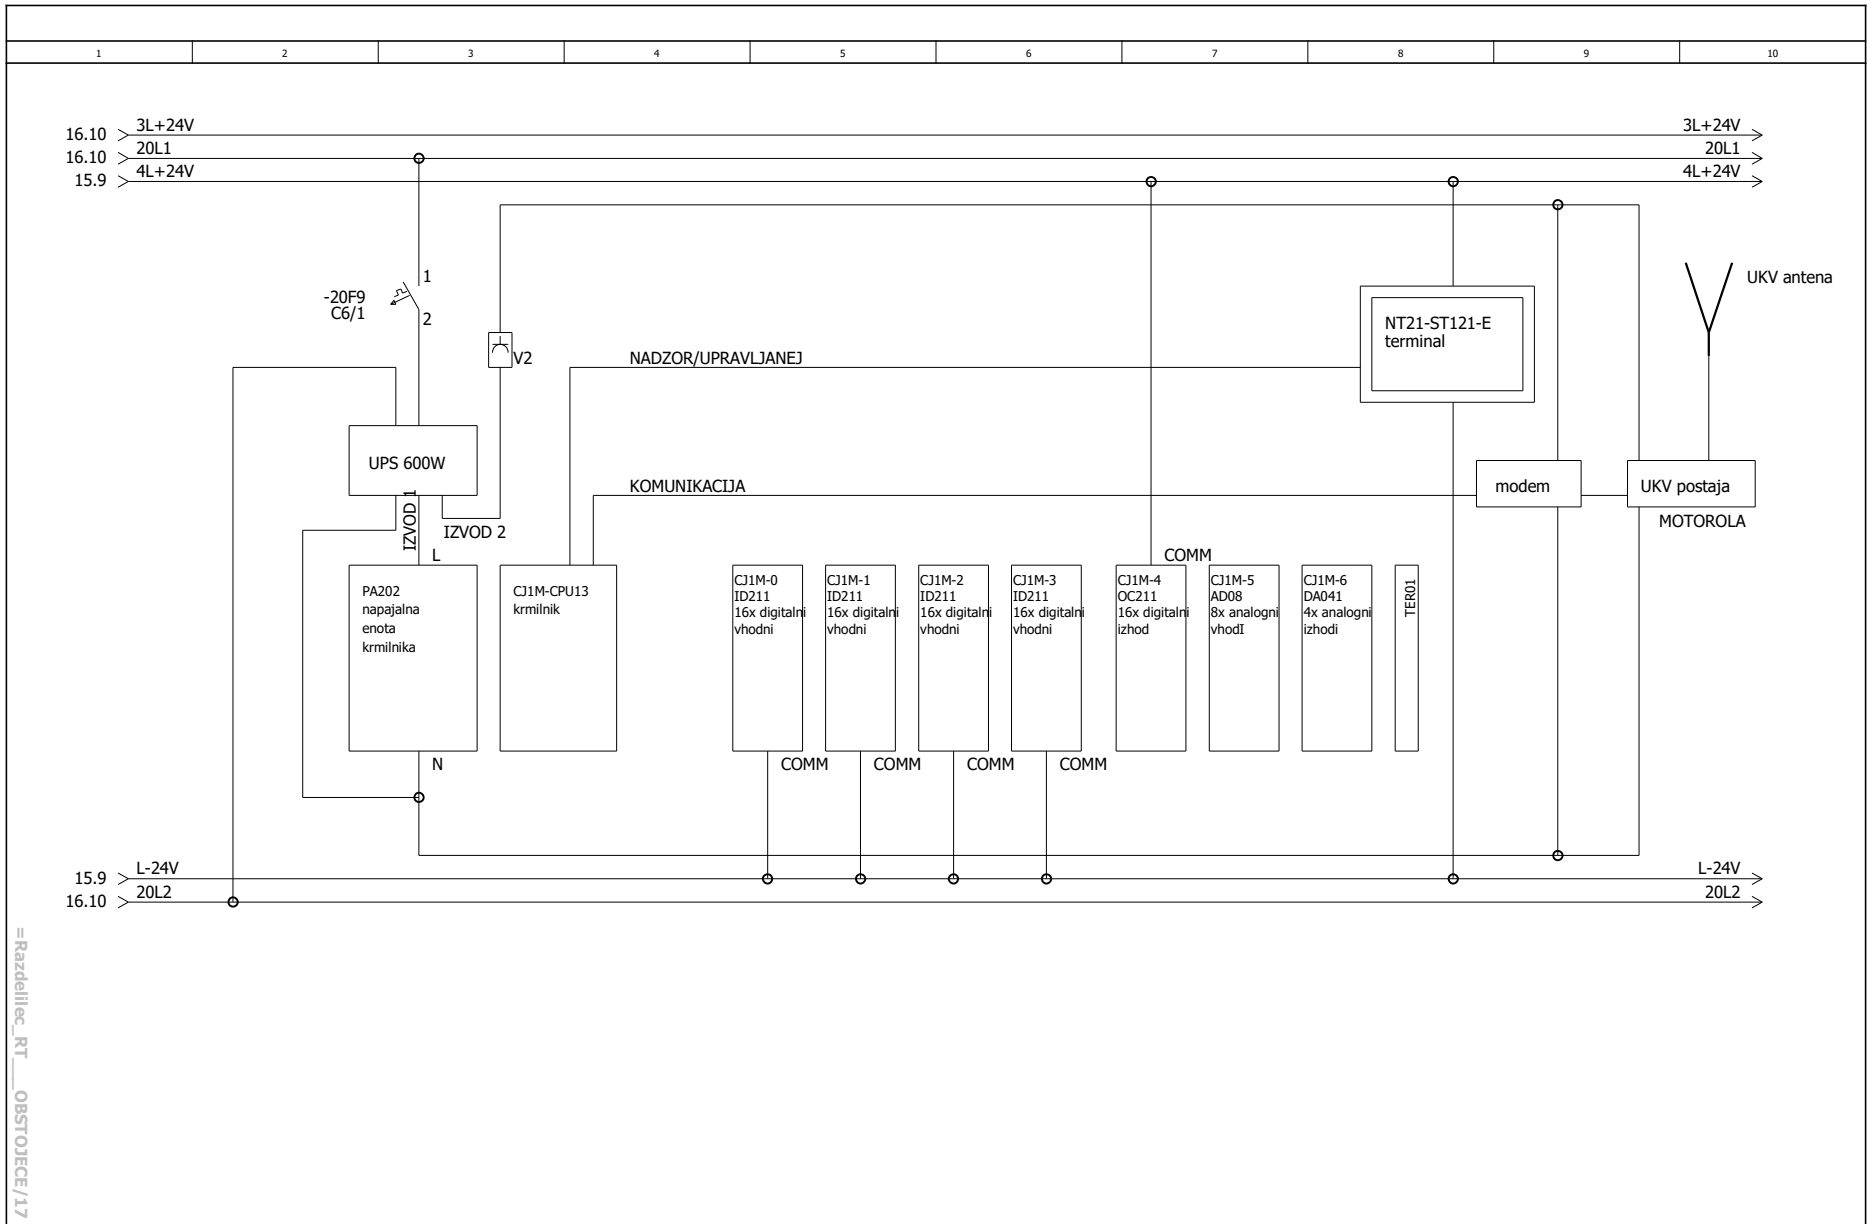 1 2 3 4 5 6 7 8 9 10
16.10 3L+24V 3L+24V
16.10 20L1 20L1
15.9 4L+24V 4L+24V
1
-20F9
C6/1
2
V2
NADZOR/UPRAVLJANEJ
NT21-ST121-E
terminal
UKV antena
UPS 600W
IZVOD 1
IZVOD 2
KOMUNIKACIJA
modem
UKV postaja
MOTOROLA
L
COMM
PA202
napajalna
enota
krmilnika
CJ1M-CPU13
krmilnik
CJ1M-0
ID211
16x digitalni
vhodni
CJ1M-1
ID211
16x digitalni
vhodni
CJ1M-2
ID211
16x digitalni
vhodni
CJ1M-3
ID211
16x digitalni
vhodni
CJ1M-4
OC211
16x digitalni
izhod
CJ1M-5
AD08
8x analogni
vhodI
CJ1M-6
DA041
4x analogni
izhodi
TER01
N
COMM COMM COMM COMM
15.9 L-24V L-24V
16.10 20L2 20L2
=Razdelilec_RT___OBSTOJECE/17